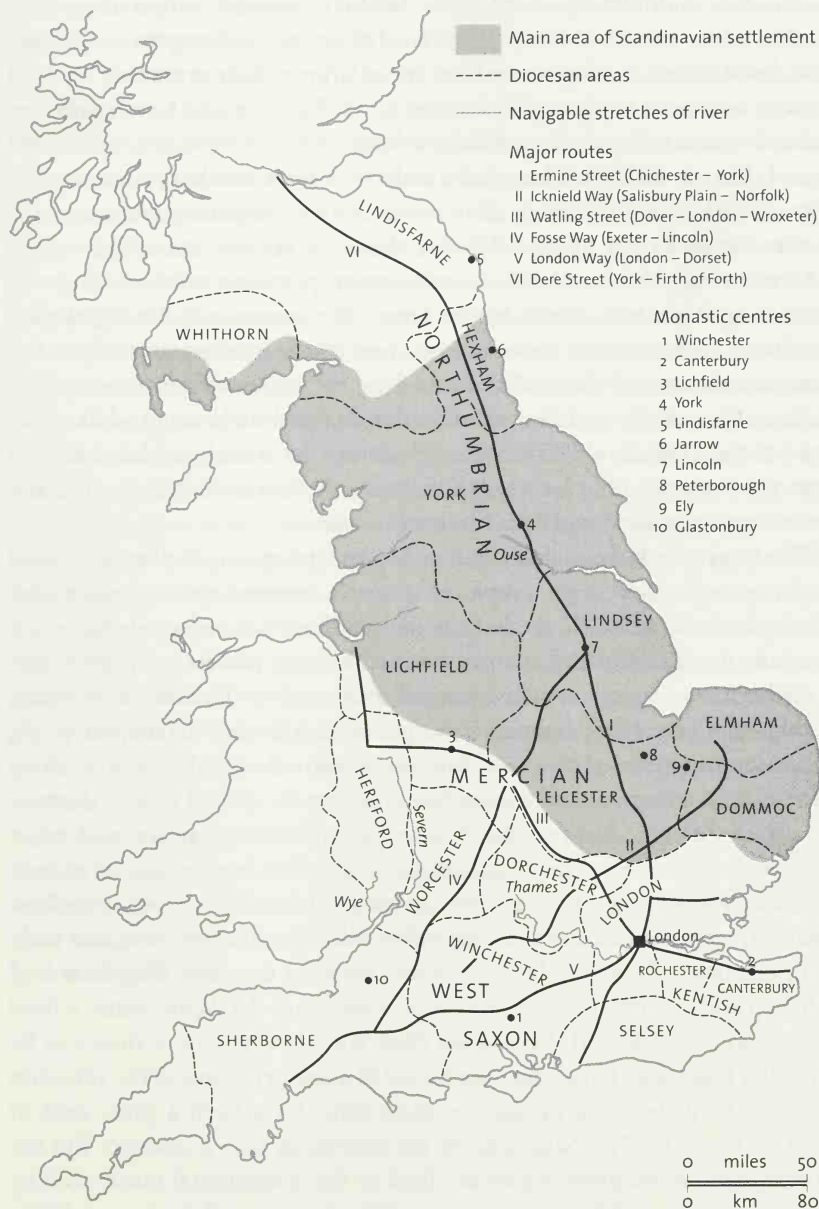 Main area of Scandinavian settlement
Diocesan areas
Navigable stretches of river
Major routes
I Ermine Street (Chichester – York)
II Icknield Way (Salisbury Plain – Norfolk)
III Watling Street (Dover – London – Wroxeter)
IV Fosse Way (Exeter – Lincoln)
V London Way (London – Dorset)
VI Dere Street (York – Firth of Forth)
Monastic centres
1 Winchester
2 Canterbury
3 Lichfield
4 York
5 Lindisfarne
6 Jarrow
7 Lincoln
8 Peterborough
9 Ely
10 Glastonbury
LINDISFARNE
VI
5
WHITHORN
HEXHAM
6
NORTHUMBRIAN
YORK
4
Ouse
LINDSEY
7
LICHFIELD
ELMHAM
I
3
8
9
MERCIAN
LEICESTER
DOMMOC
HEREFORD
Severn
III
II
WORCESTER
IV
DORCESTER
Thames
Wye
LONDON
London
WINCHESTER
V
ROCHESTER
2
CANTERBURY
KENTISH
10
WEST
1
SAXON
SELSEY
SHERBORNE
0 miles 50
0 km 80